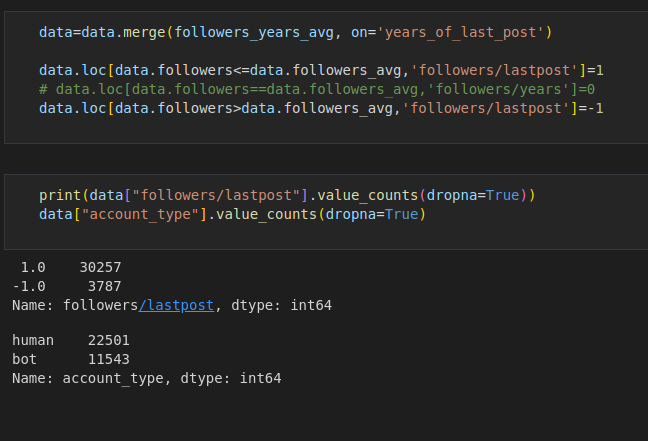 data=data.merge(followers_years_avg, on='years_of_last_post')
data.loc[data.followers<=data.followers_avg,'followers/lastpost']=1
# data.loc[data.followers==data.followers_avg,'followers/years']=0
data.loc[data.followers>data.followers_avg,'followers/lastpost']=-1
print(data["followers/lastpost"].value_counts(dropna=True))
data["account_type"].value_counts(dropna=True)
1.0    30257
-1.0     3787
Name: followers/lastpost, dtype: int64
human    22501
bot      11543
Name: account_type, dtype: int64